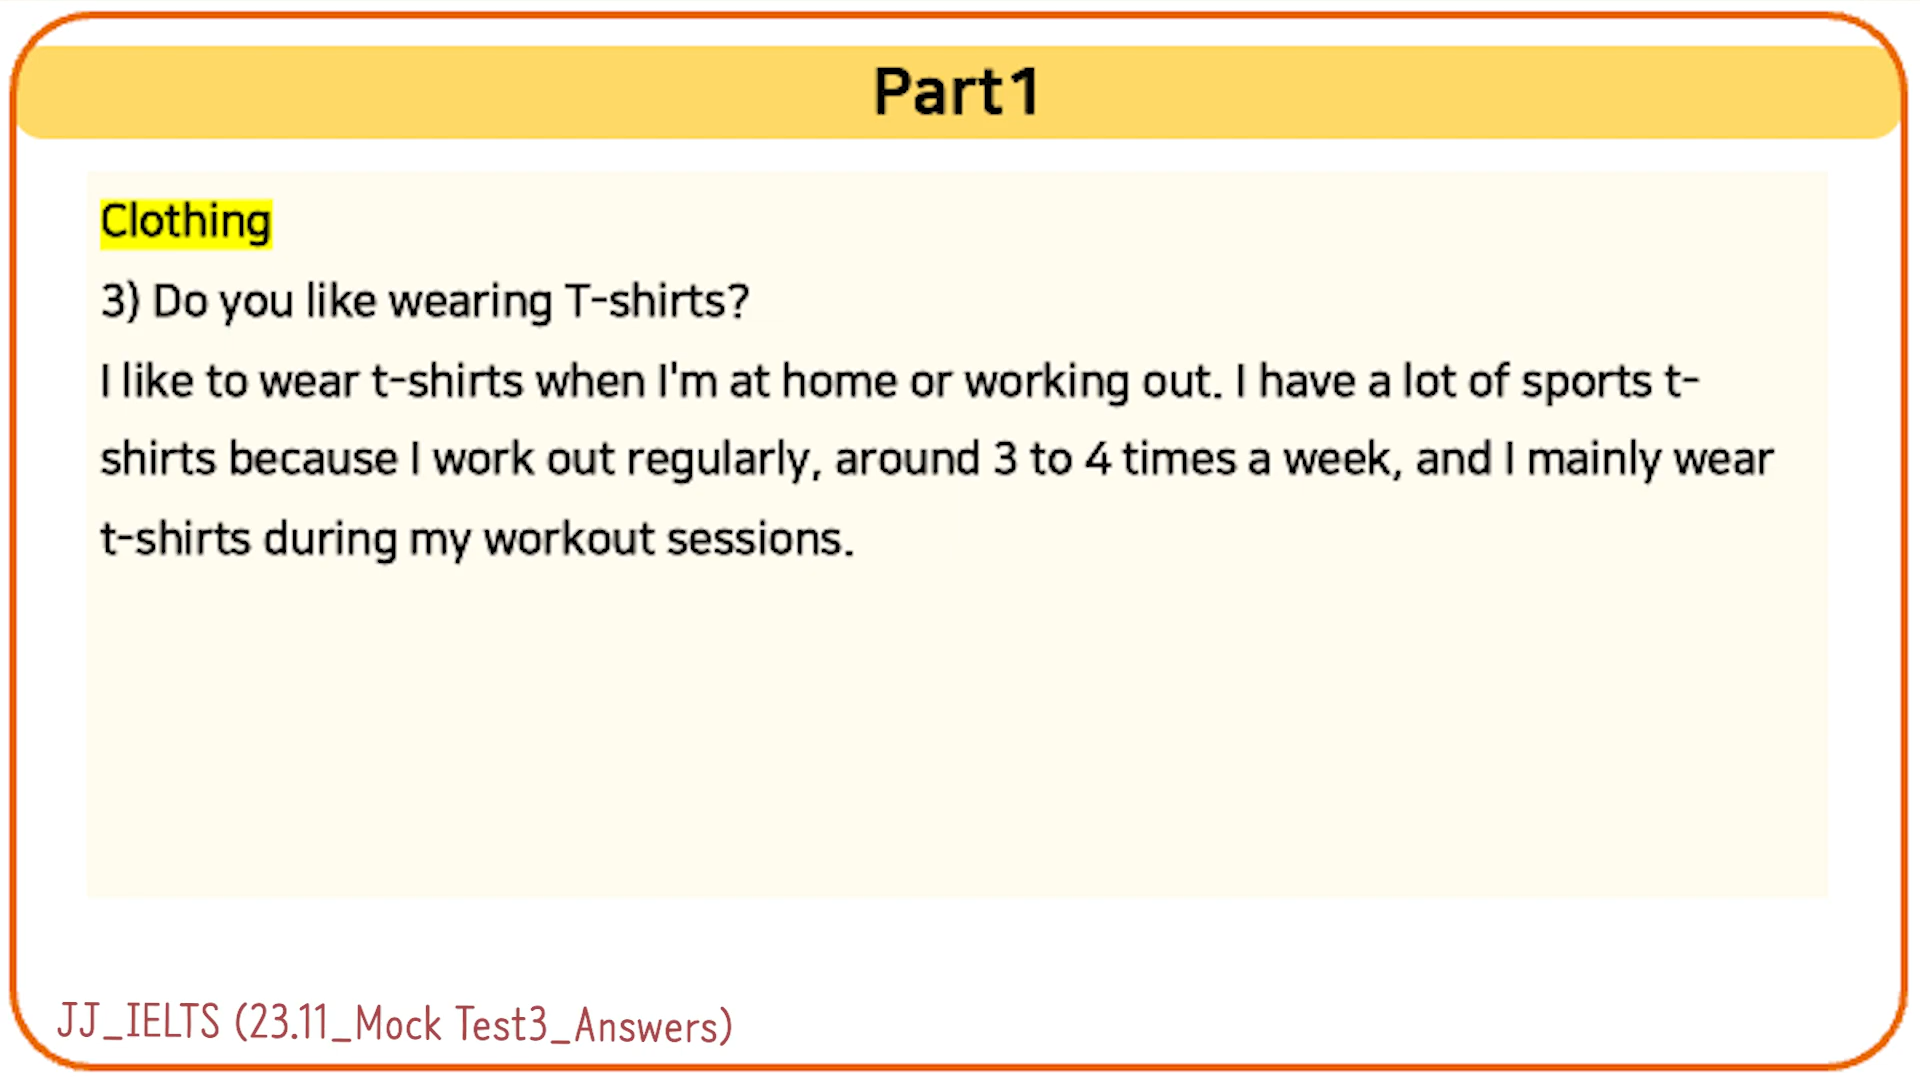 Part1
Clothing
3) Do you like wearing T-shirts?
I like to wear t-shirts when I'm at home or working out. I have a lot of sports t-
shirts because I work out regularly, around 3 to 4 times a week, and I mainly wear
t-shirts during my workout sessions.
JJ_IELTS (23.11_Mock Test3_Answers)